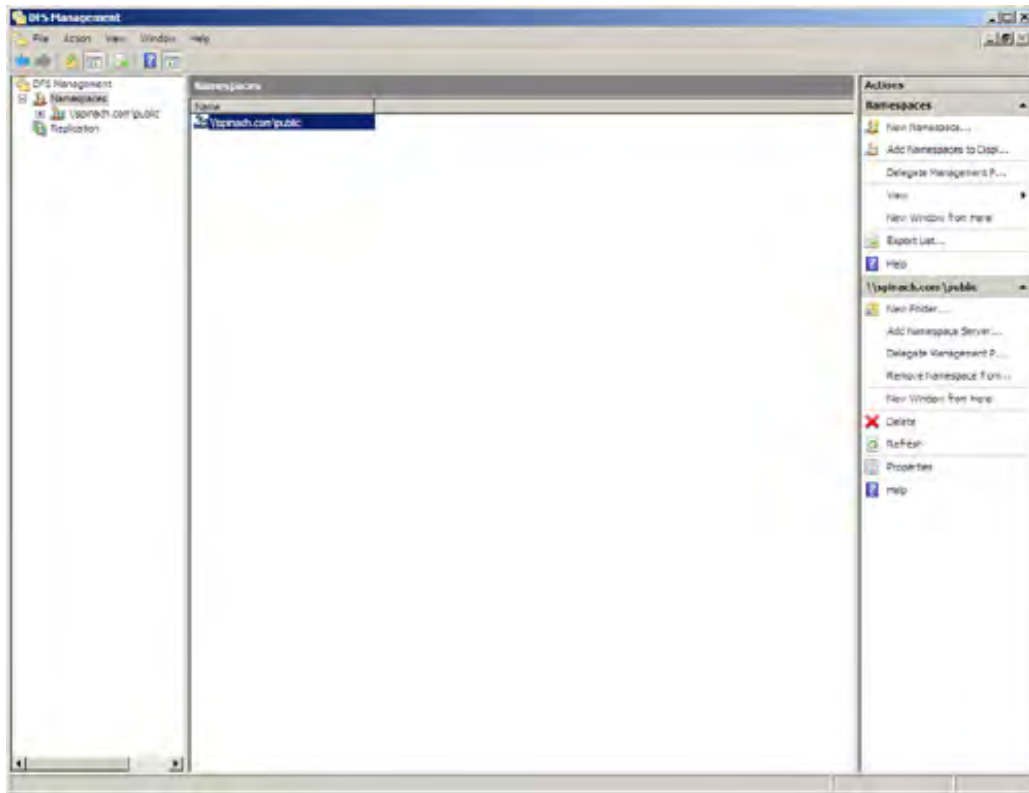 DFS Management
File Action View Window Help
DFS Management
Namespaces
\\spinach.com\public
Replication
Namespaces
Name
\\spinach.com\public
Actions
Namespaces
New Namespace...
Add Namespaces to Displ...
Delegate Management P...
View
New Window from Here
Export List...
Help
\\spinach.com\public
New Folder...
Add Namespace Server...
Delegate Management P...
Remove Namespace from...
New Window from Here
Delete
Refresh
Properties
Help